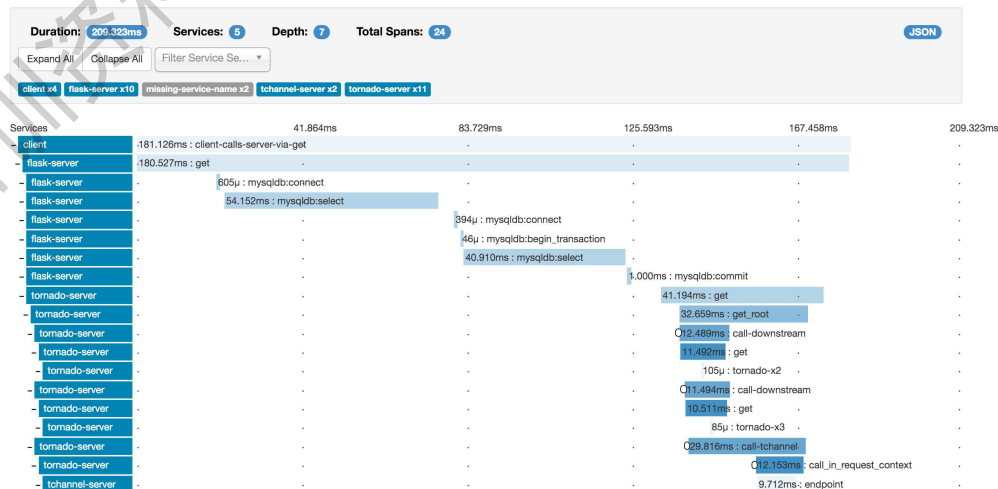 Duration: 209.323ms Services: 5 Depth: 7 Total Spans: 24 JSON
Expand All Collapse All Filter Service Se...
client x4 flask-server x10 missing-service-name x2 tchannel-server x2 tornado-server x11
Services 41.864ms 83.729ms 125.593ms 167.458ms 209.323ms
- client 181.126ms : client-calls-server-via-get
- flask-server 180.527ms : get
- flask-server 605μ : mysqldb:connect
- flask-server 54.152ms : mysqldb:select
- flask-server 394μ : mysqldb:connect
- flask-server 46μ : mysqldb:begin_transaction
- flask-server 40.910ms : mysqldb:select
- flask-server 1.000ms : mysqldb:commit
- tornado-server 41.194ms : get
- tornado-server 32.659ms : get_root
- tornado-server 12.489ms : call-downstream
- tornado-server 11.492ms : get
- tornado-server 105μ : tornado-x2
- tornado-server 11.494ms : call-downstream
- tornado-server 10.511ms : get
- tornado-server 85μ : tornado-x3
- tornado-server 29.816ms : call-tchannel
- tornado-server 12.153ms : call_in_request_context
- tchannel-server 9.712ms : endpoint